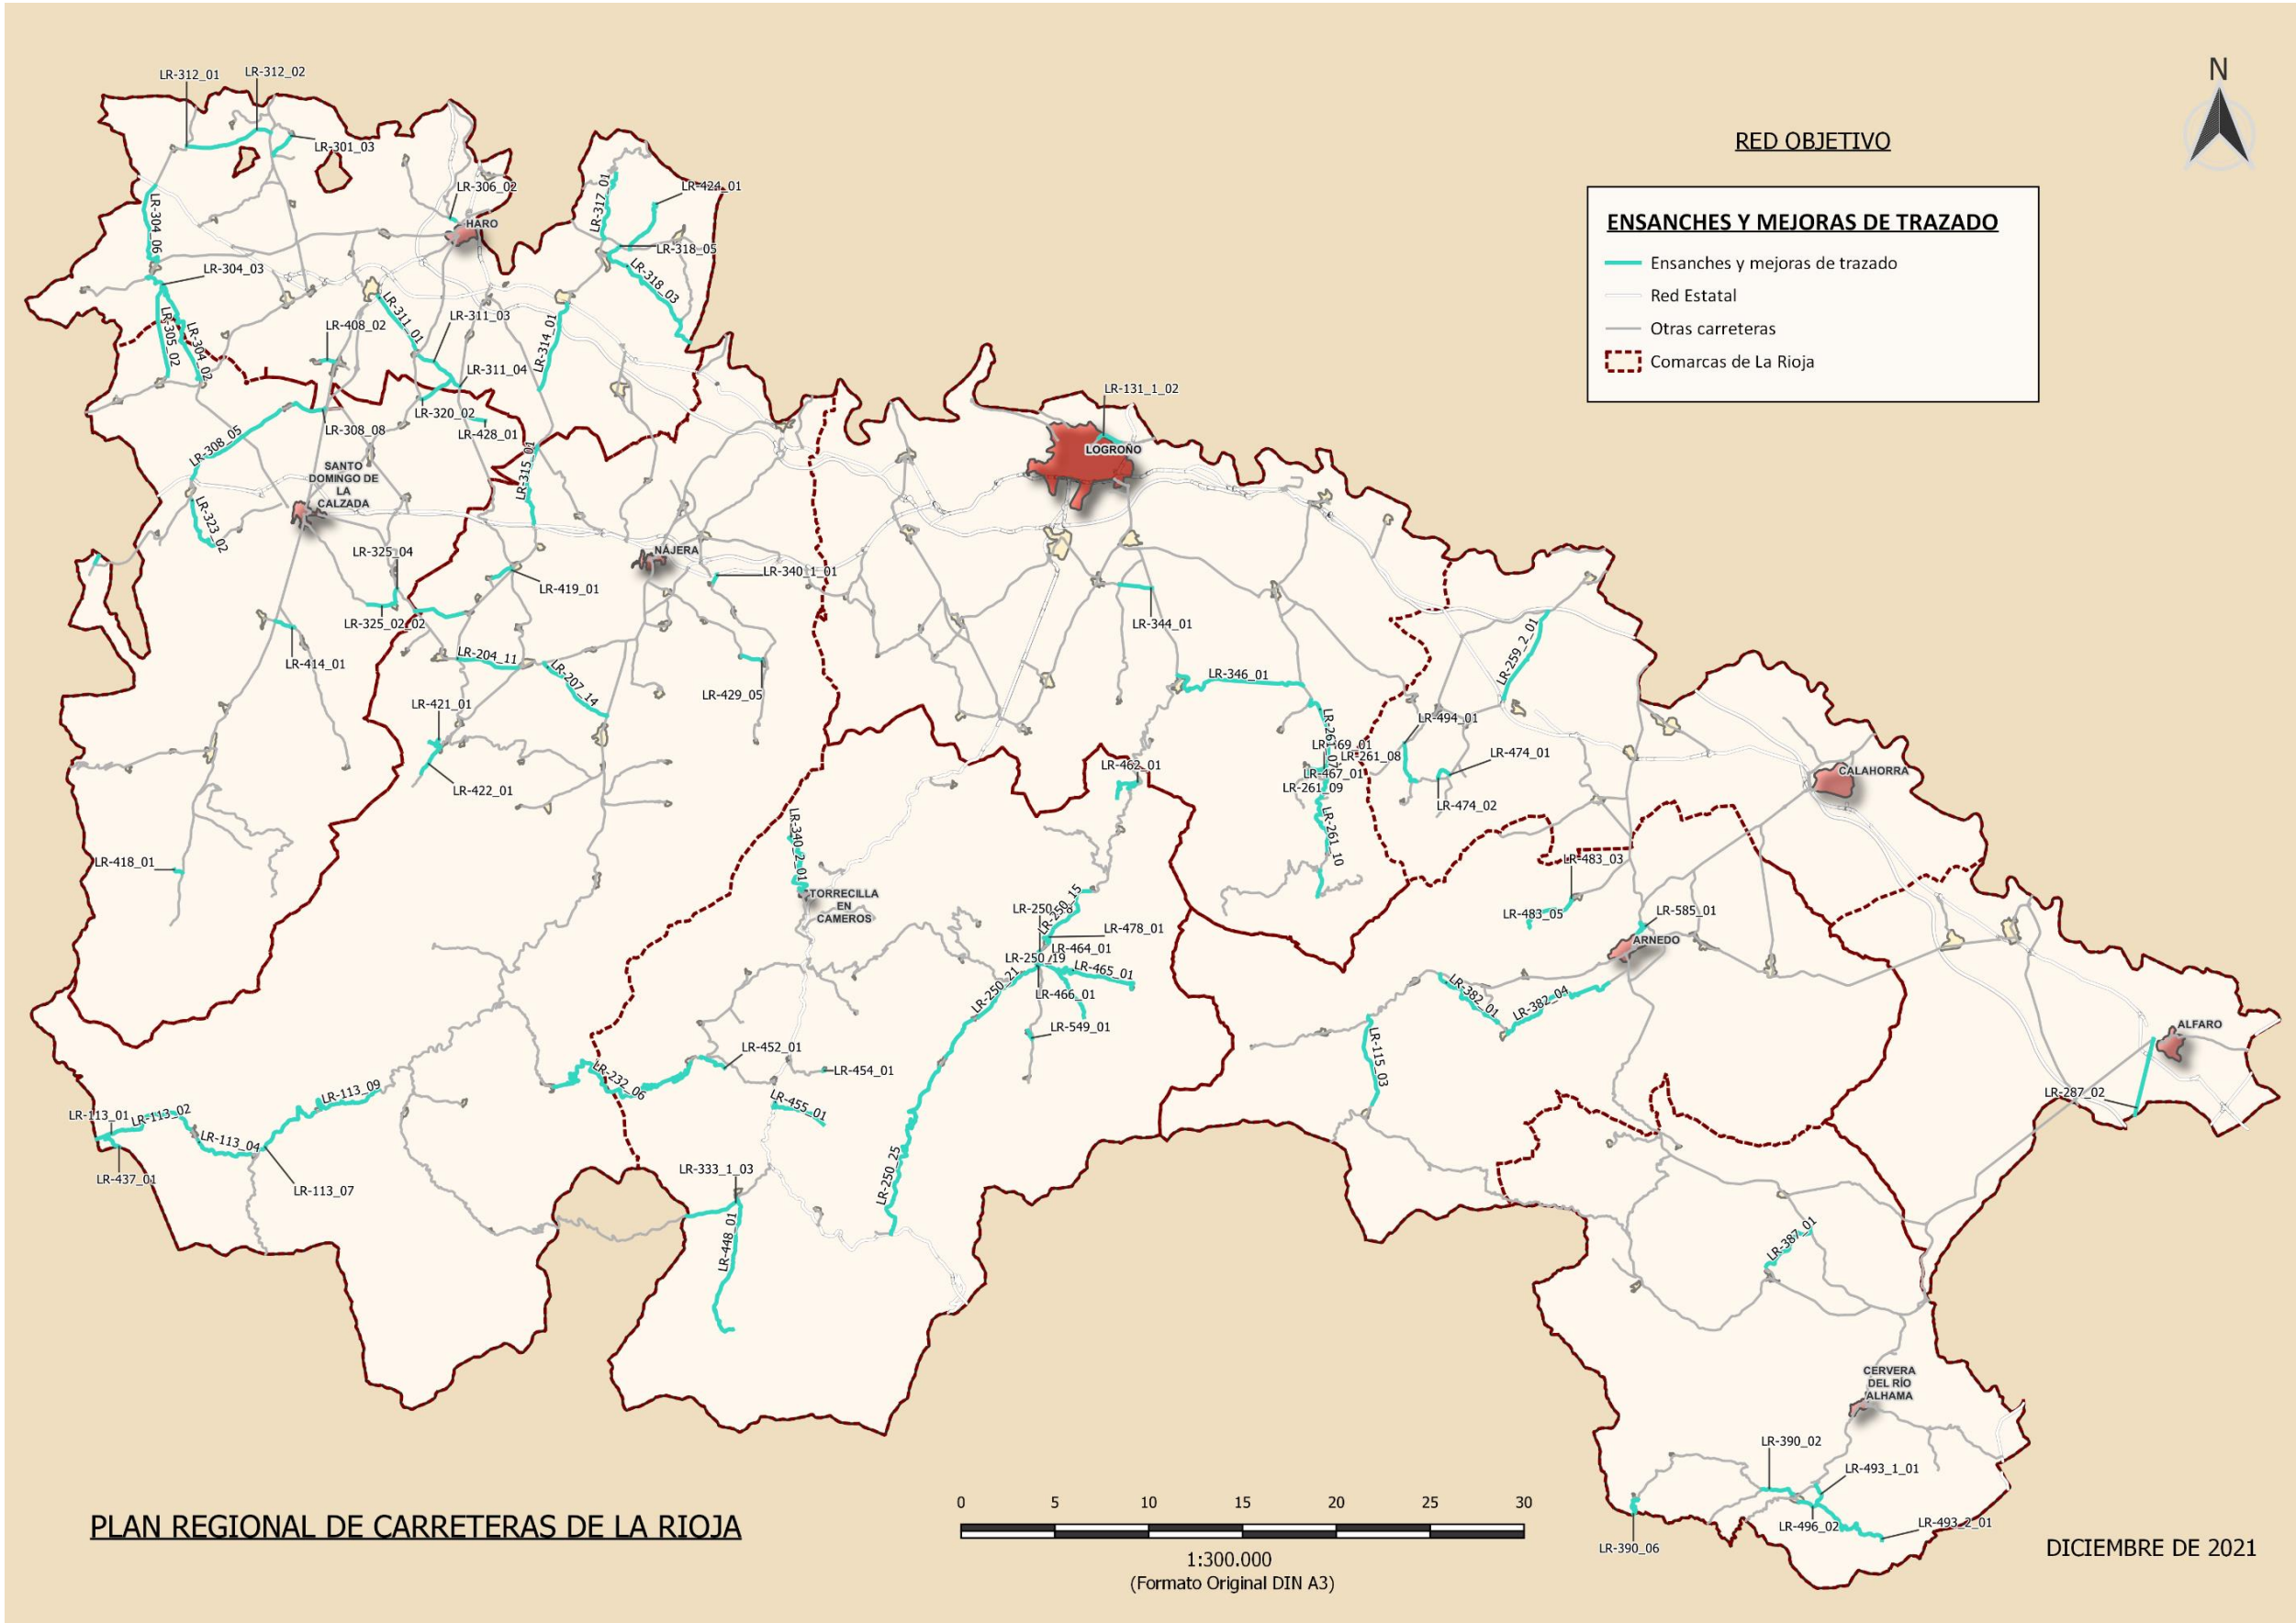 LR-312_01
LR-312_02
LR-301_03
LR-306_02
HARO
LR-317_01
LR-424_01
LR-318_05
LR-318_03
LR-304_06
LR-304_03
LR-305_02
LR-304_02
LR-408_02
LR-311_01
LR-311_03
LR-311_04
LR-314_01
LR-320_02
LR-428_01
LR-308_05
LR-308_08
LR-315_01
SANTO
DOMINGO DE
LA
CALZADA
LR-323_02
LR-325_04
LR-325_02_02
LR-419_01
NÁJERA
LR-340_1_01
LR-414_01
LR-204_11
LR-207_14
LR-429_05
LR-421_01
LR-422_01
LR-418_01
N
RED OBJETIVO
ENSANCHES Y MEJORAS DE TRAZADO
Ensanches y mejoras de trazado
Red Estatal
Otras carreteras
Comarcas de La Rioja
LR-131_1_02
LOGROÑO
LR-344_01
LR-346_01
LR-259_2_01
LR-494_01
LR-261_08
LR-467_01
LR-261_09
LR-261_10
LR-474_01
LR-474_02
CALAHORRA
LR-462_01
LR-340_2_01
TORRECILLA
EN
CAMEROS
LR-250_15
LR-478_01
LR-464_01
LR-250_19
LR-465_01
LR-466_01
LR-250_21
LR-549_01
LR-483_03
LR-483_05
LR-585_01
ARNEDO
LR-382_01
LR-382_04
LR-115_03
ALFARO
LR-287_02
LR-452_01
LR-454_01
LR-232_06
LR-455_01
LR-250_25
LR-333_1_03
LR-448_01
LR-113_01
LR-113_02
LR-113_09
LR-113_04
LR-437_01
LR-113_07
LR-387_01
CERVERA
DEL RÍO
ALHAMA
LR-390_02
LR-493_1_01
LR-496_02
LR-493_2_01
LR-390_06
PLAN REGIONAL DE CARRETERAS DE LA RIOJA
0 5 10 15 20 25 30
1:300.000
(Formato Original DIN A3)
DICIEMBRE DE 2021